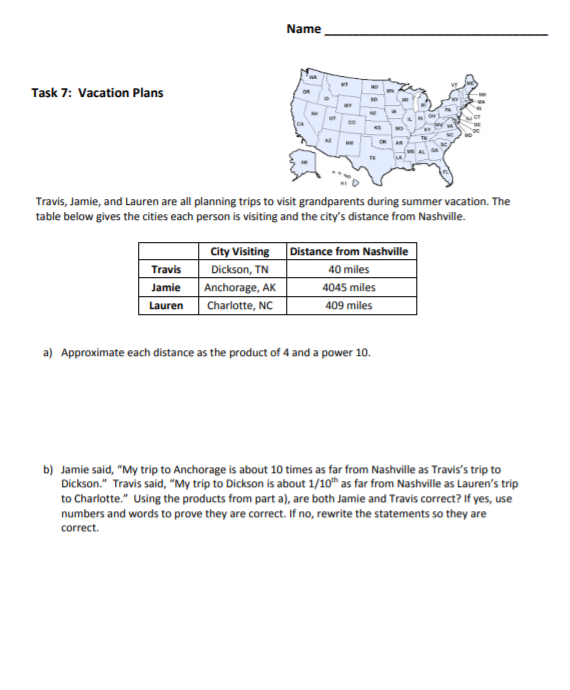 Name
Task 7: Vacation Plans
WA
MT
ND
MN
VT
ME
OR
ID
SD
NY
NH
MA
WY
RI
NV
NE
IA
PA
CT
UT
CO
IL
IN
OH
NJ
DE
CA
KS
MO
KY
WV
VA
DC
MD
AZ
NM
OK
AR
TN
NC
SC
MS
AL
GA
TX
LA
AK
FL
HI
Travis, Jamie, and Lauren are all planning trips to visit grandparents during summer vacation. The
table below gives the cities each person is visiting and the city's distance from Nashville.
City Visiting Distance from Nashville
Travis Dickson, TN 40 miles
Jamie Anchorage, AK 4045 miles
Lauren Charlotte, NC 409 miles
a) Approximate each distance as the product of 4 and a power 10.
b) Jamie said, "My trip to Anchorage is about 10 times as far from Nashville as Travis's trip to
Dickson." Travis said, "My trip to Dickson is about 1/10th as far from Nashville as Lauren's trip
to Charlotte." Using the products from part a), are both Jamie and Travis correct? If yes, use
numbers and words to prove they are correct. If no, rewrite the statements so they are
correct.